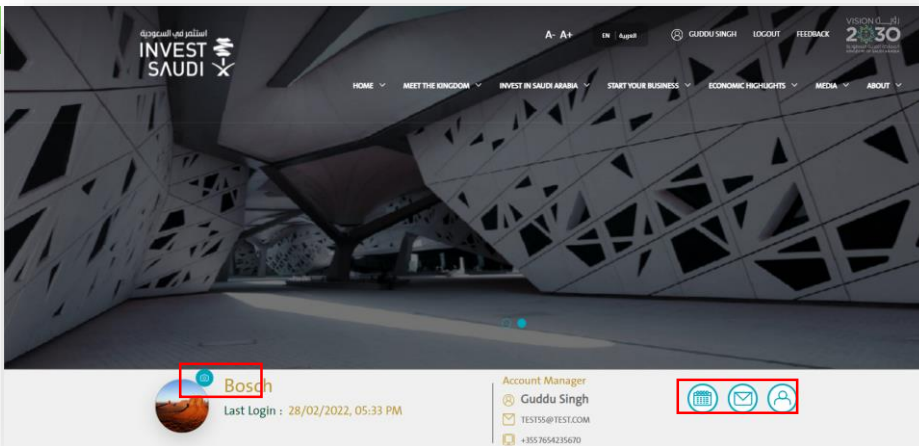 استثمر في السعودية
INVEST
SAUDI
A- A+ EN العربية GUDDU SINGH LOGOUT FEEDBACK
VISION رؤيــة
2030
HOME MEET THE KINGDOM INVEST IN SAUDI ARABIA START YOUR BUSINESS ECONOMIC HIGHLIGHTS MEDIA ABOUT
Bosch
Last Login : 28/02/2022, 05:33 PM
Account Manager
Guddu Singh
TESTSS@TEST.COM
+3557654235670